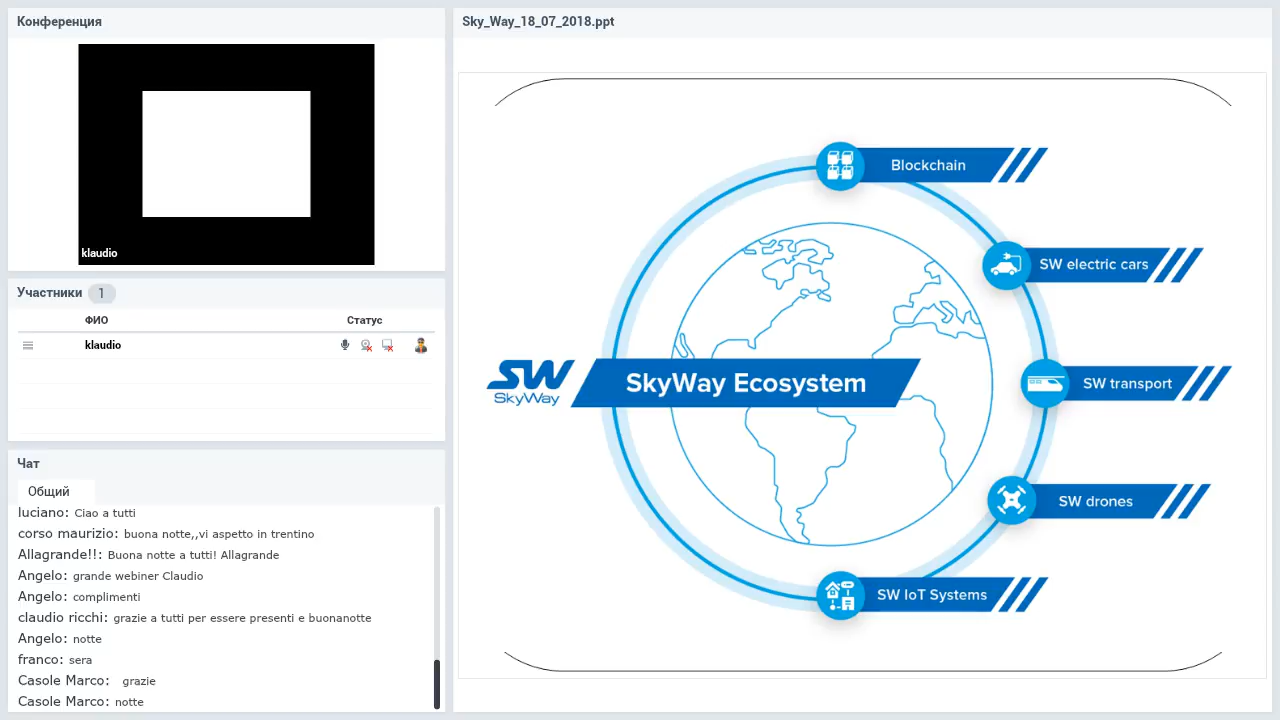 Конференция
klaudio
Участники 1
ФИО Статус
klaudio
Чат
Общий
luciano: Ciao a tutti
corso maurizio: buona notte,,vi aspetto in trentino
Allagrande!!: Buona notte a tutti! Allagrande
Angelo: grande webiner Claudio
Angelo: complimenti
claudio ricchi: grazie a tutti per essere presenti e buonanotte
Angelo: notte
franco: sera
Casole Marco: grazie
Casole Marco: notte
Sky_Way_18_07_2018.ppt
Blockchain
SW electric cars
SW
SkyWay
SkyWay Ecosystem
SW transport
SW drones
SW IoT Systems